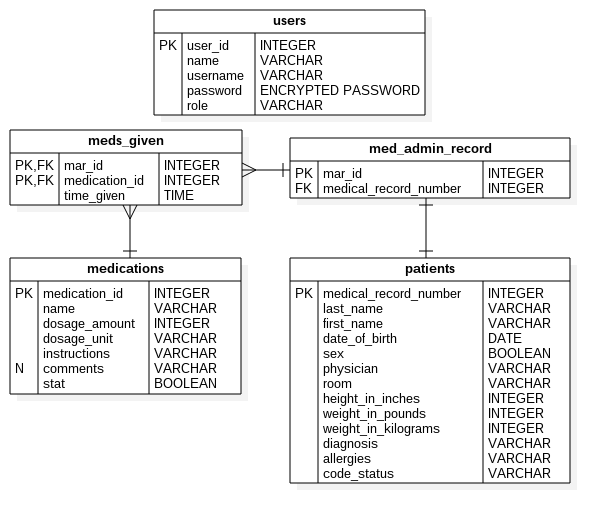 users
PK user_id INTEGER
name VARCHAR
username VARCHAR
password ENCRYPTED PASSWORD
role VARCHAR
meds_given
PK,FK mar_id INTEGER
PK,FK medication_id INTEGER
time_given TIME
med_admin_record
PK mar_id INTEGER
FK medical_record_number INTEGER
medications
PK medication_id INTEGER
name VARCHAR
dosage_amount INTEGER
dosage_unit VARCHAR
instructions VARCHAR
N comments VARCHAR
stat BOOLEAN
patients
PK medical_record_number INTEGER
last_name VARCHAR
first_name VARCHAR
date_of_birth DATE
sex BOOLEAN
physician VARCHAR
room VARCHAR
height_in_inches INTEGER
weight_in_pounds INTEGER
weight_in_kilograms INTEGER
diagnosis VARCHAR
allergies VARCHAR
code_status VARCHAR